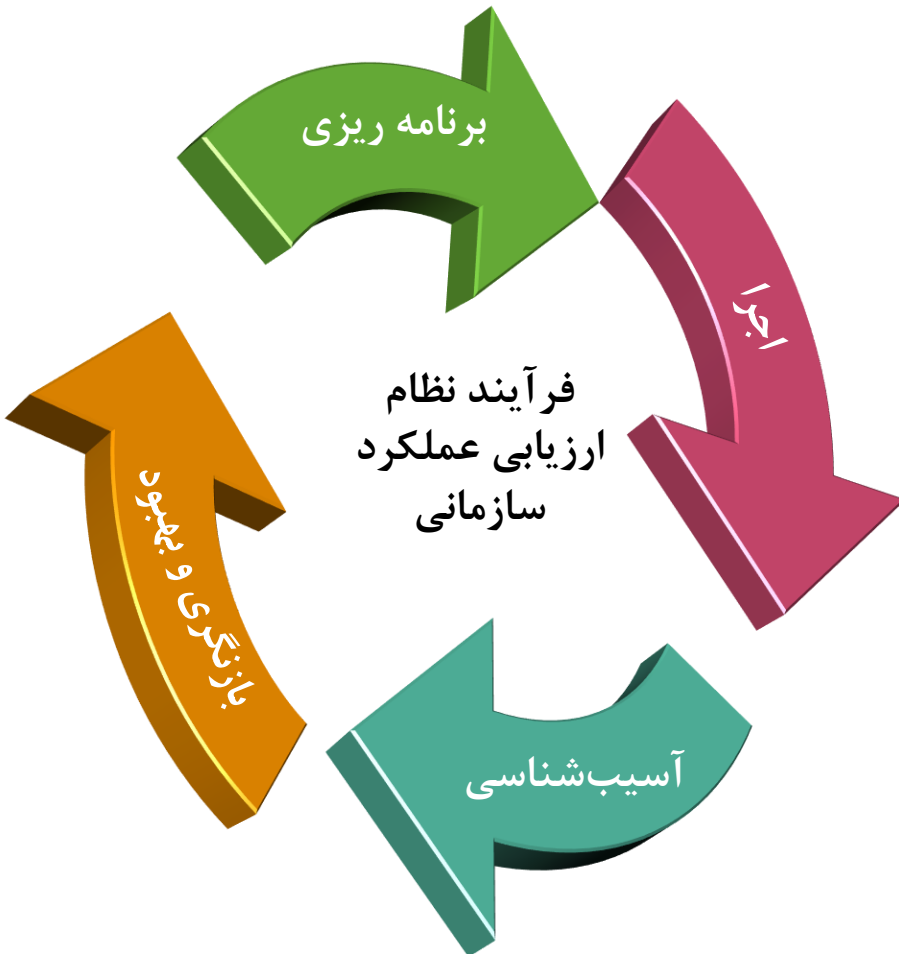 برنامه ریزی
اجرا
فرآیند نظام
ارزیابی عملکرد
سازمانی
آسیب‌شناسی
بازنگری و بهبود